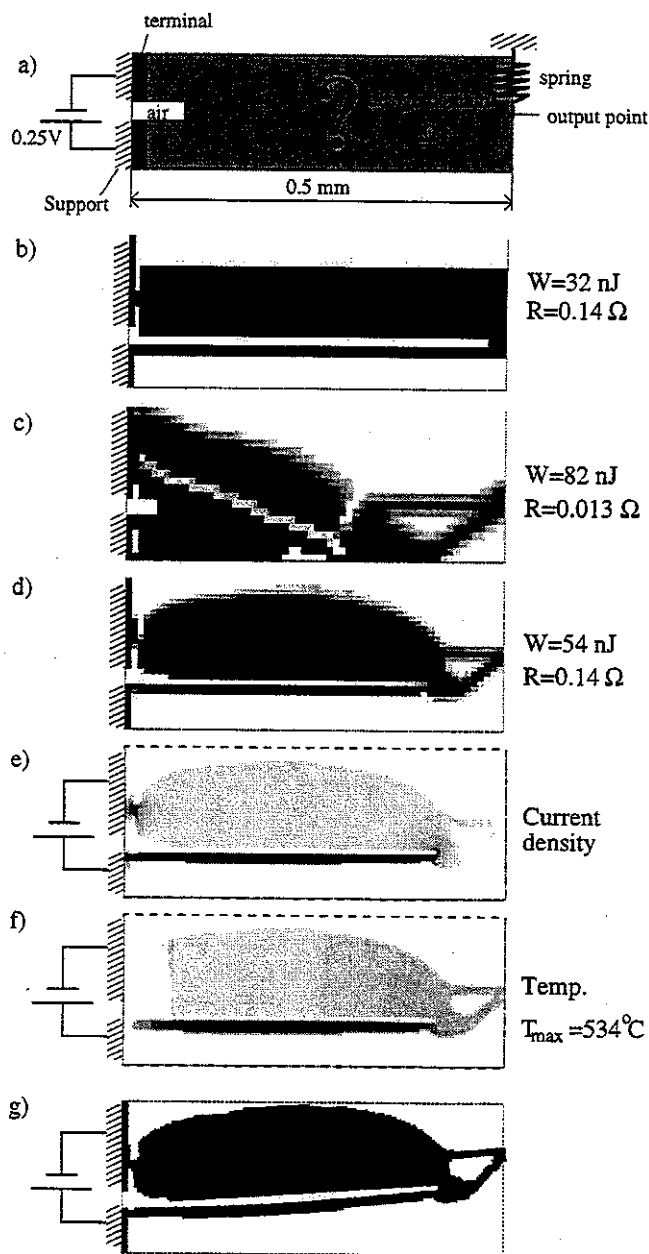 terminal
a)
air
?
spring
output point
0.25V
Support
0.5 mm
b)
W=32 nJ
R=0.14 Ω
c)
W=82 nJ
R=0.013 Ω
d)
W=54 nJ
R=0.14 Ω
e)
Current
density
f)
Temp.
Tmax =534°C
g)